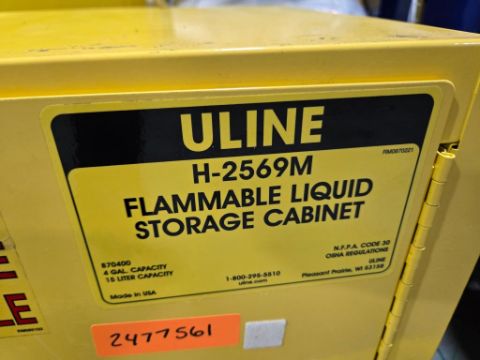 ULINE
RM0870221
H-2569M
FLAMMABLE LIQUID
STORAGE CABINET
870400
4 GAL. CAPACITY
15 LITER CAPACITY
Made in USA
1-800-295-5510
uline.com
N.F.P.A. CODE 30
OSHA REGULATIONS
ULINE
Pleasant Prairie, WI 53158
2477561